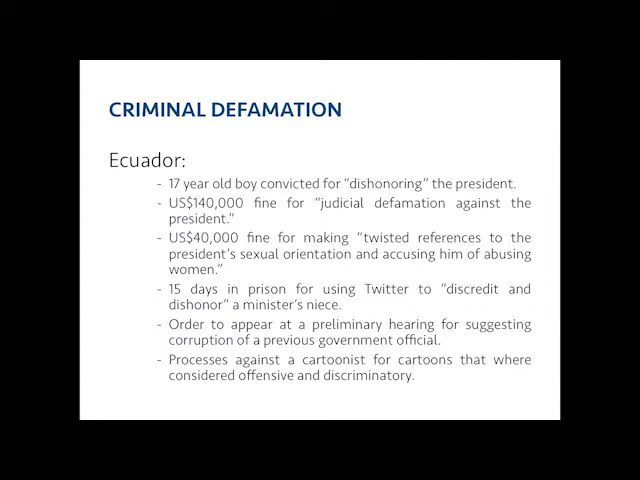 CRIMINAL DEFAMATION
Ecuador:
- 17 year old boy convicted for “dishonoring” the president.
- US$140,000 fine for “judicial defamation against the
president.”
- US$40,000 fine for making “twisted references to the
president’s sexual orientation and accusing him of abusing
women.”
- 15 days in prison for using Twitter to “discredit and
dishonor” a minister’s niece.
- Order to appear at a preliminary hearing for suggesting
corruption of a previous government official.
- Processes against a cartoonist for cartoons that where
considered offensive and discriminatory.